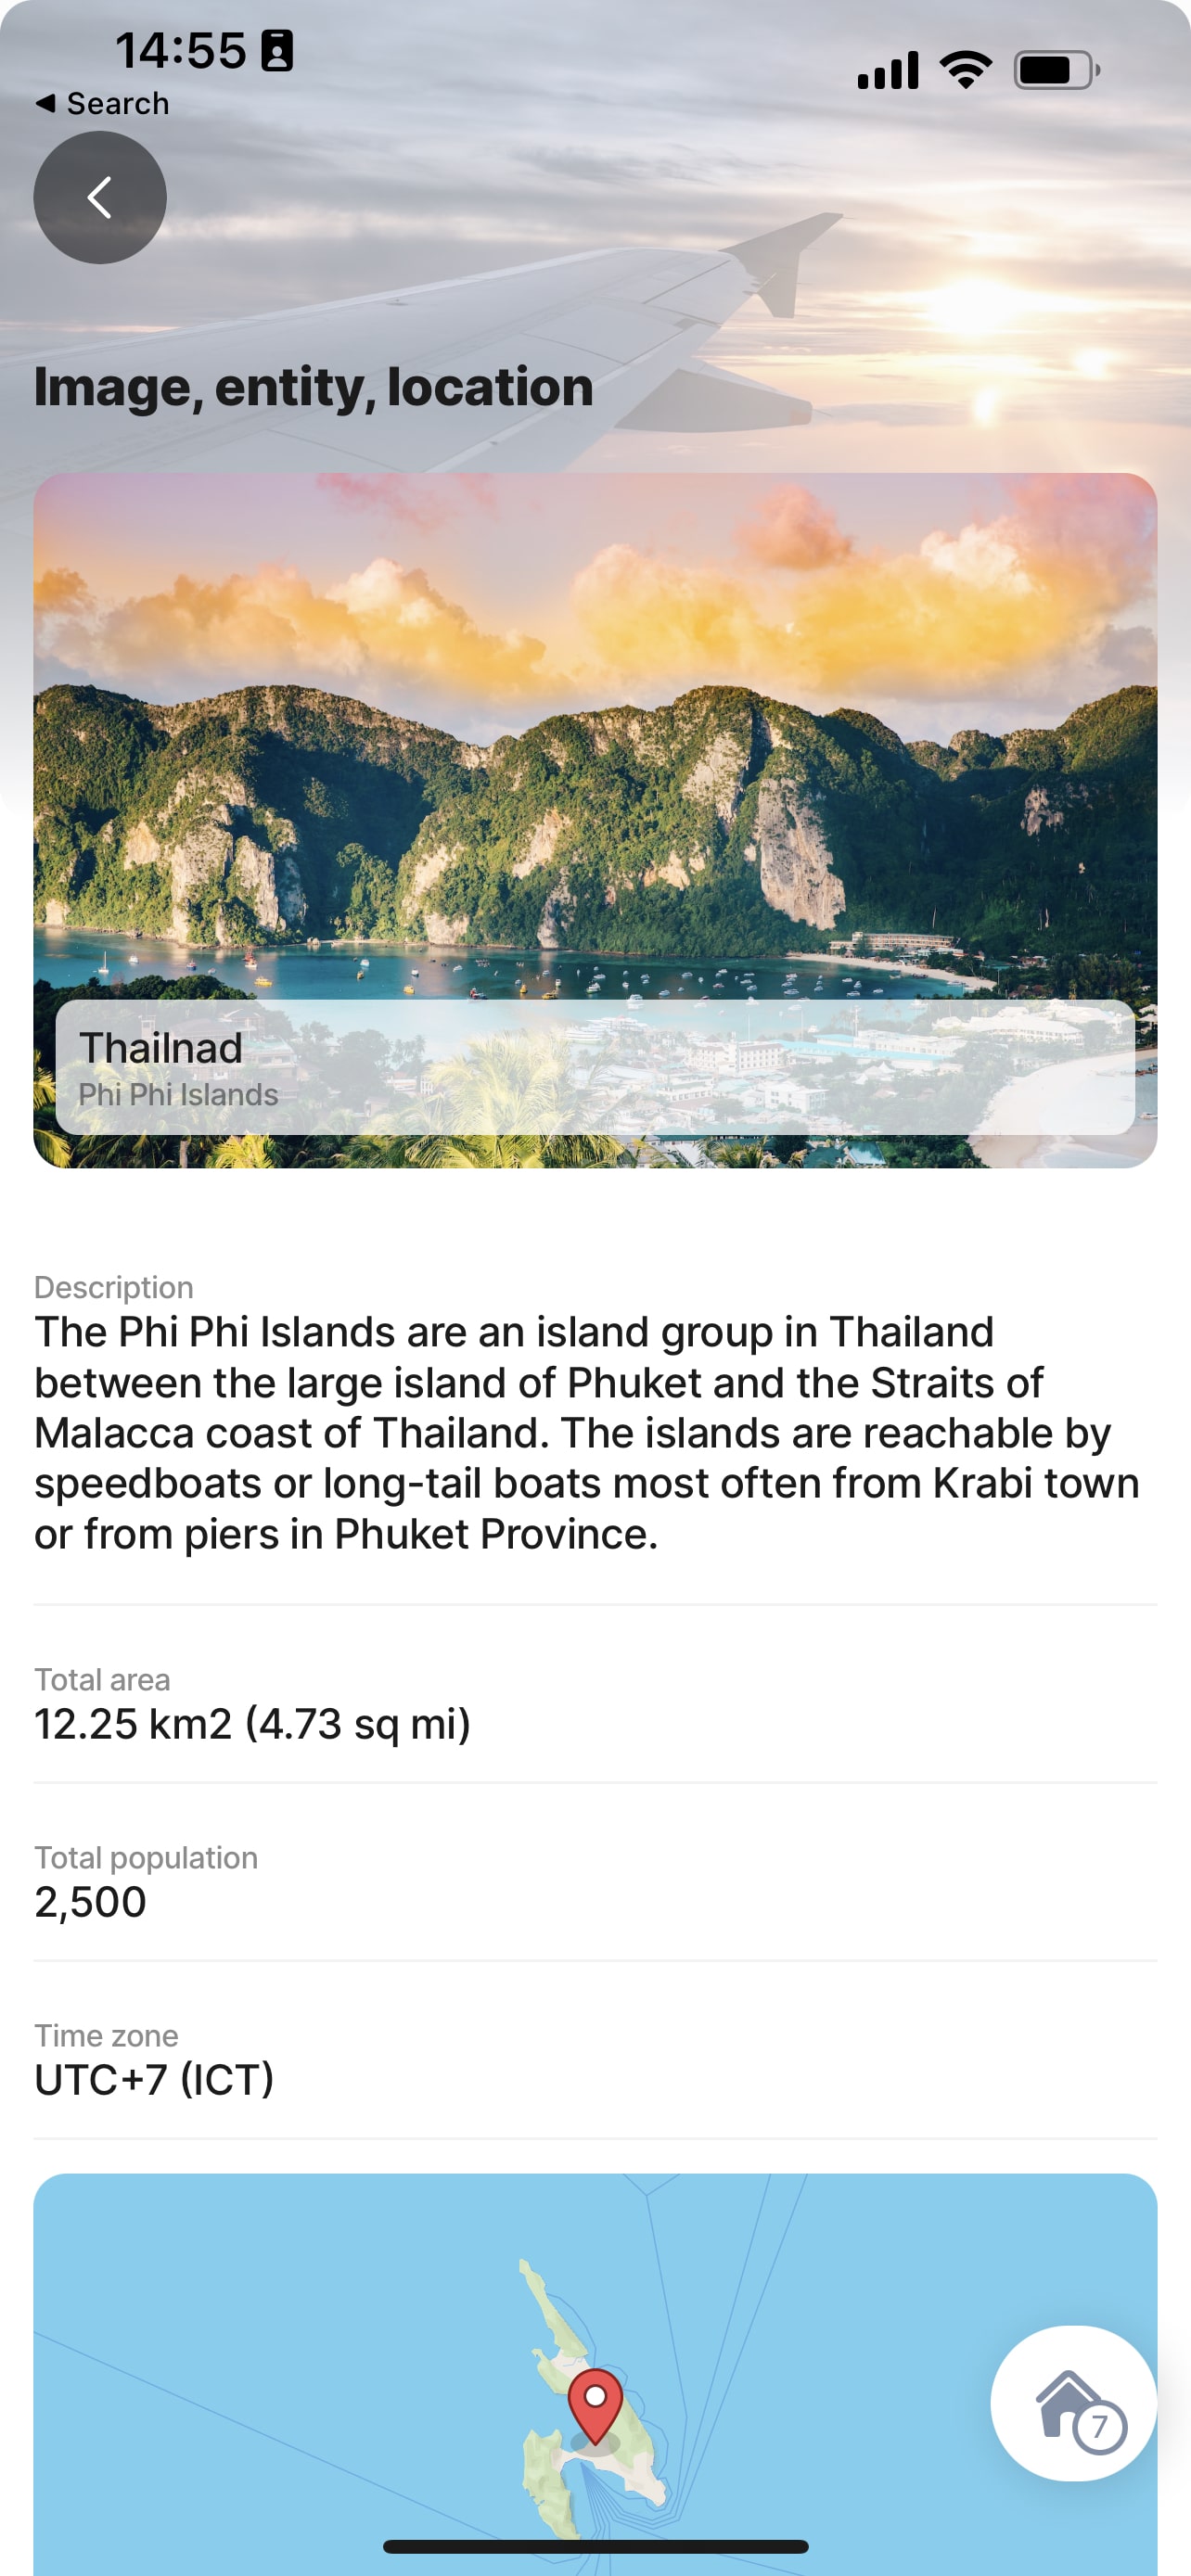 14:55
Search
Image, entity, location
Thailnad
Phi Phi Islands
Description
The Phi Phi Islands are an island group in Thailand
between the large island of Phuket and the Straits of
Malacca coast of Thailand. The islands are reachable by
speedboats or long-tail boats most often from Krabi town
or from piers in Phuket Province.
Total area
12.25 km2 (4.73 sq mi)
Total population
2,500
Time zone
UTC+7 (ICT)
7